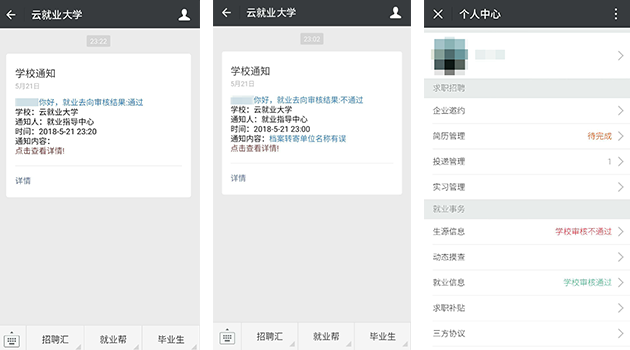 云就业大学
23:22
学校通知
5月21日
你好，就业去向审核结果:通过
学校：云就业大学
通知人：就业指导中心
时间：2018-5-21 23:20
通知内容：
点击查看详情!
详情
招聘汇
就业帮
毕业生
云就业大学
23:02
学校通知
5月21日
你好，就业去向审核结果:不通过
学校：云就业大学
通知人：就业指导中心
时间：2018-5-21 23:00
通知内容：档案转寄单位名称有误
点击查看详情!
详情
招聘汇
就业帮
毕业生
个人中心
求职招聘
企业邀约
简历管理 待完成
投递管理 1
实习管理
就业事务
生源信息 学校审核不通过
动态摸查
就业信息 学校审核通过
求职补贴
三方协议